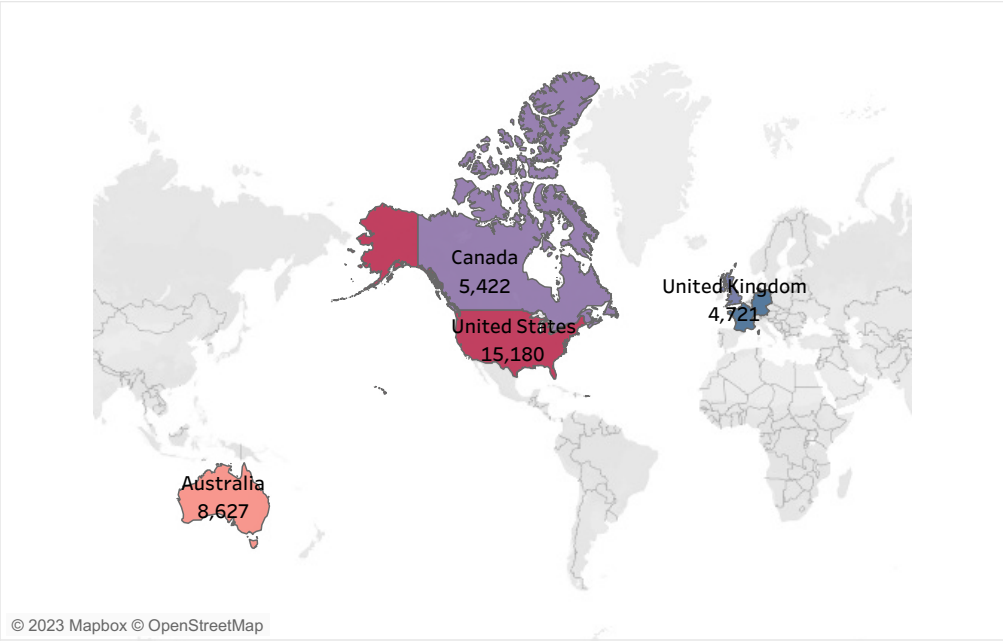 Canada
5,422
United Kingdom
4,721
United States
15,180
Australia
8,627
© 2023 Mapbox © OpenStreetMap